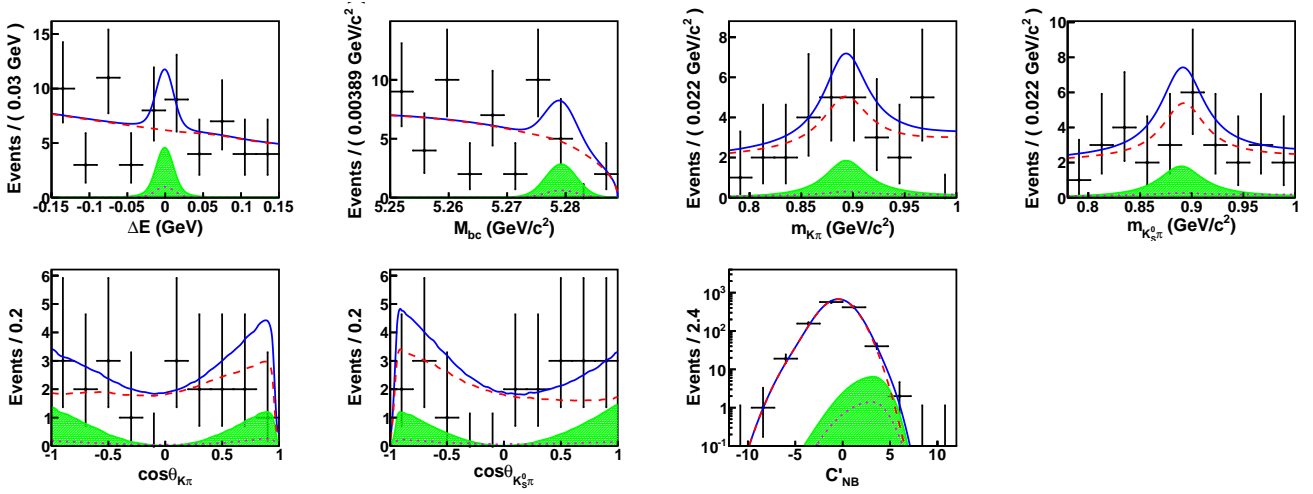 Events / ( 0.03 GeV)
15
10
5
0
-0.15 -0.1 -0.05 0 0.05 0.1 0.15
ΔE (GeV)
Events / ( 0.00389 GeV/c²)
10
5
0
5.25 5.26 5.27 5.28
M_bc (GeV/c²)
Events / ( 0.022 GeV/c²)
8
6
4
2
0
0.8 0.85 0.9 0.95 1
m_Kπ (GeV/c²)
Events / ( 0.022 GeV/c²)
10
8
6
4
2
0
0.8 0.85 0.9 0.95 1
m_K_S⁰π (GeV/c²)
Events / 0.2
6
5
4
3
2
1
0
-1 -0.5 0 0.5 1
cosθ_Kπ
Events / 0.2
6
5
4
3
2
1
0
-1 -0.5 0 0.5 1
cosθ_K_S⁰π
Events / 2.4
10³
10²
10
1
10⁻¹
-10 -5 0 5 10
C'_NB